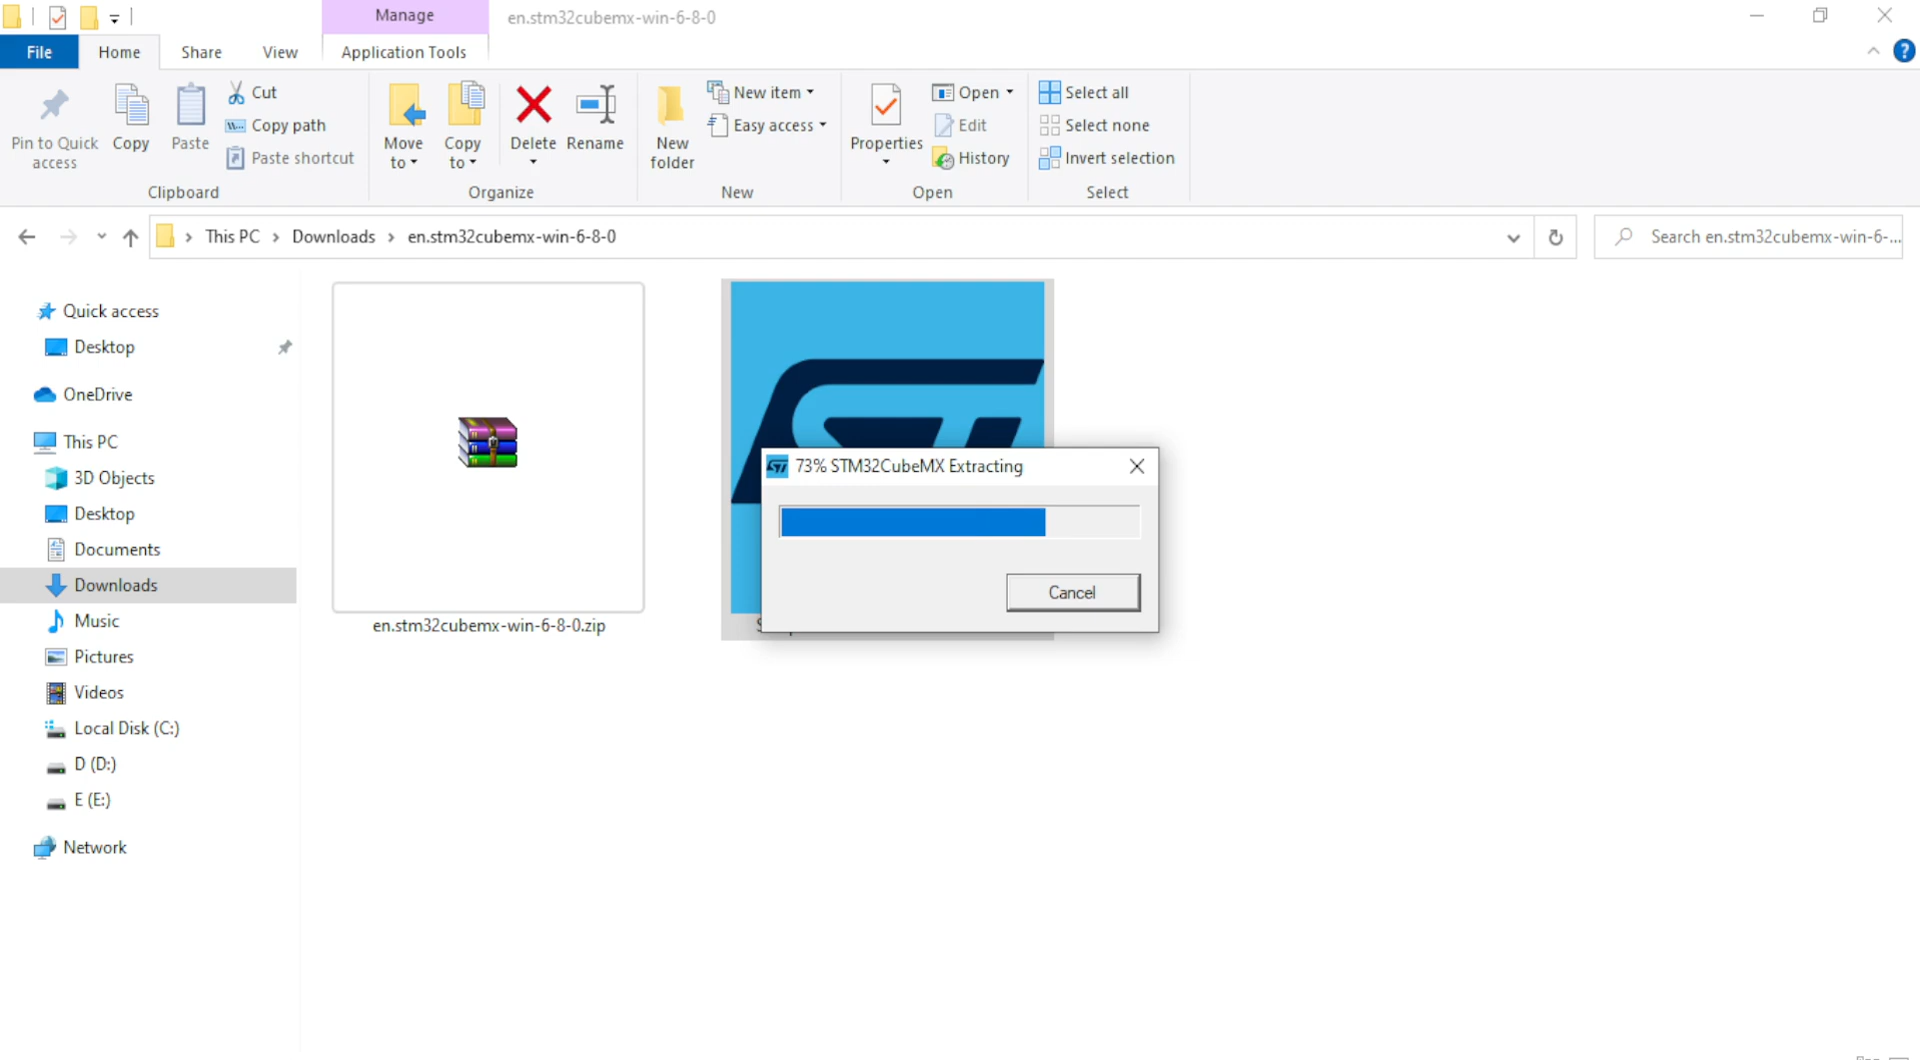 Manage
en.stm32cubemx-win-6-8-0
File
Home
Share
View
Application Tools
Pin to Quick
access
Copy
Paste
Cut
Copy path
Paste shortcut
Clipboard
Move
to
Copy
to
Delete
Rename
Organize
New
folder
New item
Easy access
New
Properties
Open
Edit
History
Open
Select all
Select none
Invert selection
Select
This PC
Downloads
en.stm32cubemx-win-6-8-0
Search en.stm32cubemx-win-6-...
Quick access
Desktop
OneDrive
This PC
3D Objects
Desktop
Documents
Downloads
Music
Pictures
Videos
Local Disk (C:)
D (D:)
E (E:)
Network
en.stm32cubemx-win-6-8-0.zip
73% STM32CubeMX Extracting
Cancel